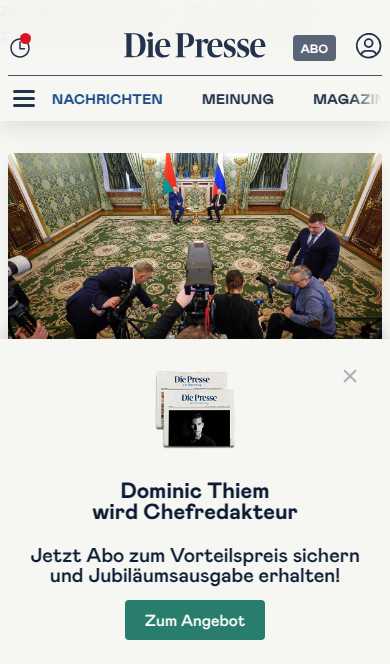 Die Presse
ABO
NACHRICHTEN
MEINUNG
MAGAZIN
Die Presse
Die Presse
Dominic Thiem
wird Chefredakteur
Jetzt Abo zum Vorteilspreis sichern
und Jubiläumsausgabe erhalten!
Zum Angebot